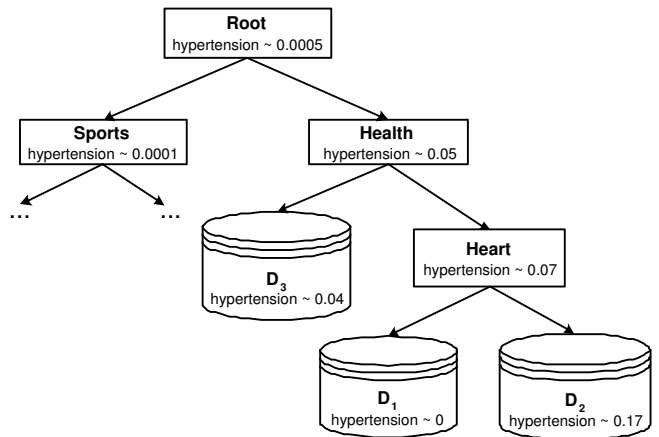 Root
hypertension ~ 0.0005
Sports
hypertension ~ 0.0001
Health
hypertension ~ 0.05
...
...
D3
hypertension ~ 0.04
Heart
hypertension ~ 0.07
D1
hypertension ~ 0
D2
hypertension ~ 0.17